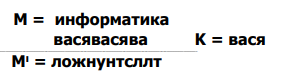 М = информатика
васявасява K = вася
М' = ложнунтсллт